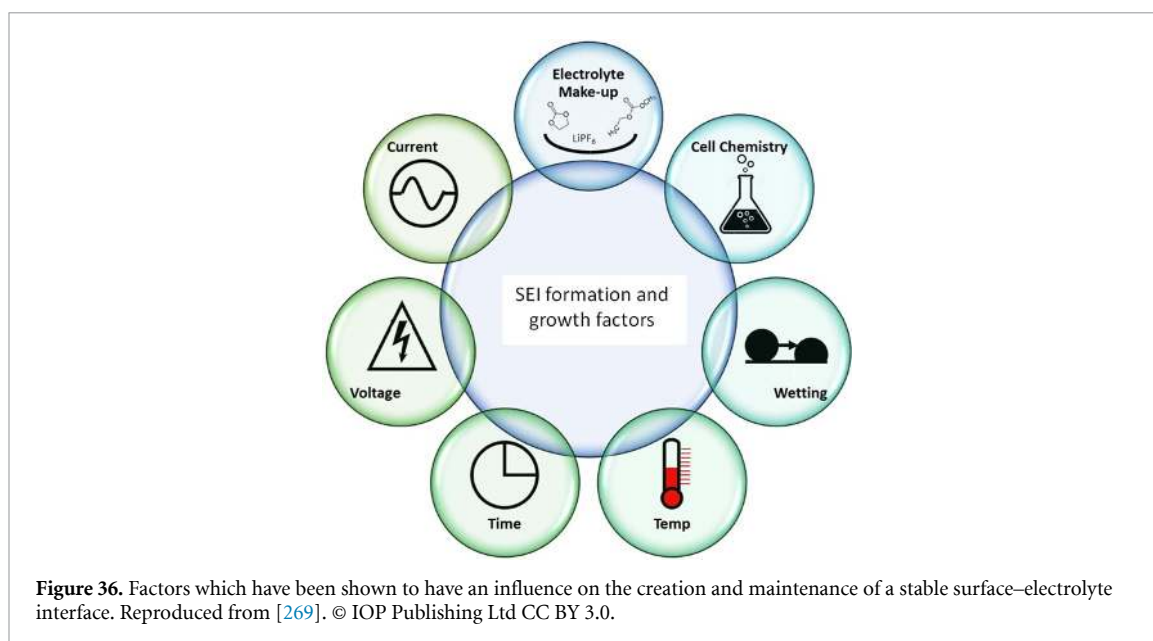 Electrolyte
Make-up
LiPF6
Current
Cell Chemistry
SEI formation and
growth factors
Voltage
Wetting
Time
Temp
Figure 36. Factors which have been shown to have an influence on the creation and maintenance of a stable surface–electrolyte
interface. Reproduced from [269]. © IOP Publishing Ltd CC BY 3.0.